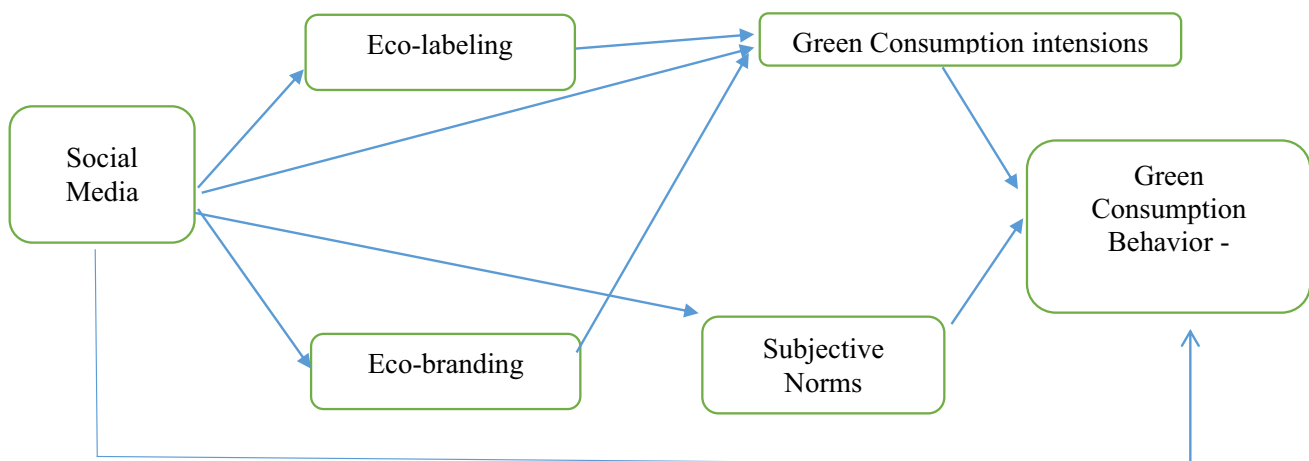 Eco-labeling
Green Consumption intensions
Social
Media
Green
Consumption
Behavior -
Eco-branding
Subjective
Norms